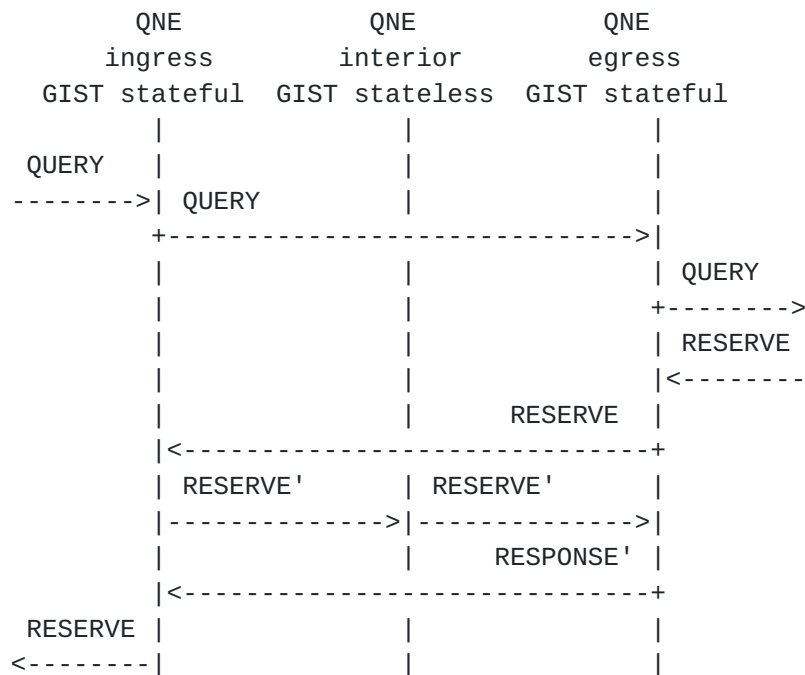 QNE QNE QNE
ingress interior egress
GIST stateful GIST stateless GIST stateful
QUERY
QUERY
QUERY
RESERVE
RESERVE
RESERVE' RESERVE'
RESPONSE'
RESERVE